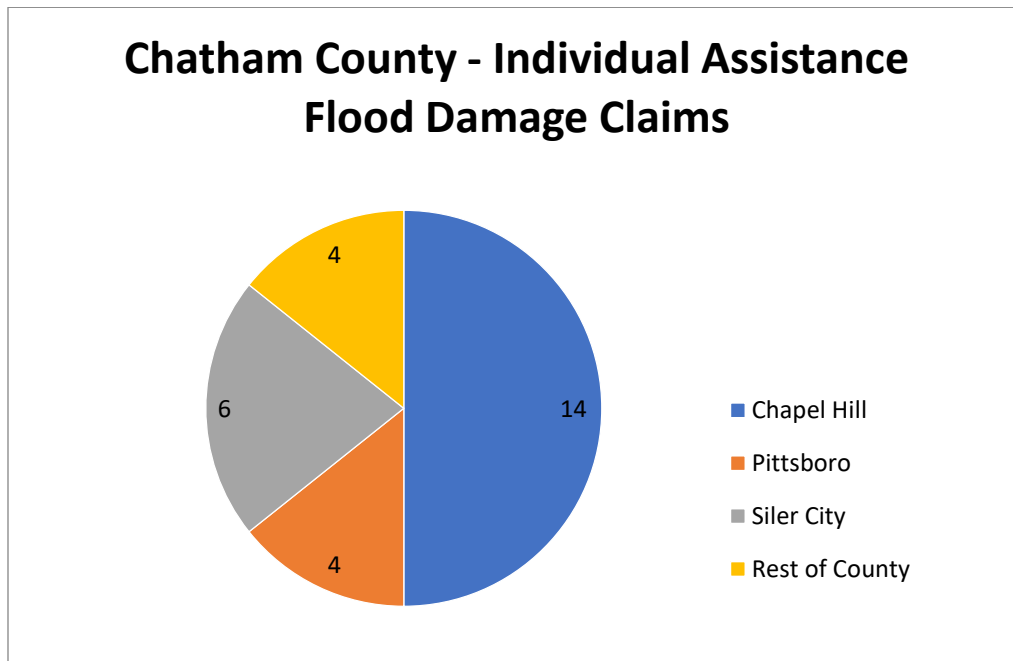 Chatham County - Individual Assistance
Flood Damage Claims
4
14
6
4
Chapel Hill
Pittsboro
Siler City
Rest of County